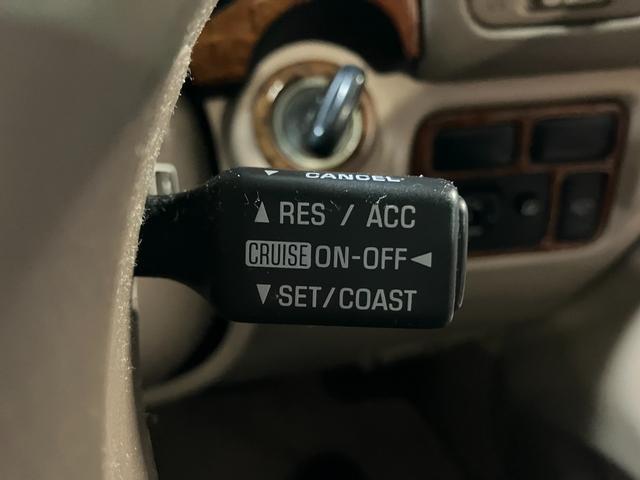 ▼ CANCEL
▲ RES / ACC
CRUISE ON-OFF ◀
▼ SET/COAST